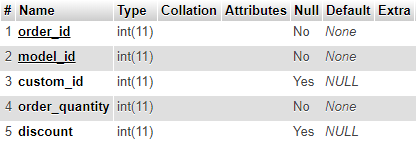 # Name Type Collation Attributes Null Default Extra
1 order_id int(11) No None
2 model_id int(11) No None
3 custom_id int(11) Yes NULL
4 order_quantity int(11) No None
5 discount int(11) Yes NULL